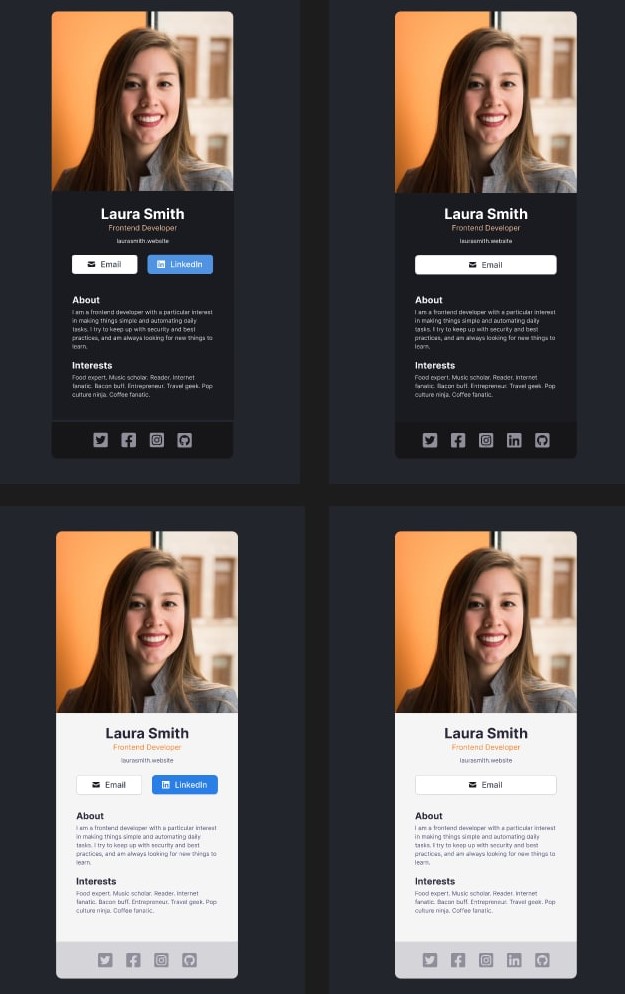 Laura Smith
Frontend Developer
laurasmith.website
Email
LinkedIn
About
I am a frontend developer with a particular interest
in making things simple and automating daily
tasks. I try to keep up with security and best
practices, and am always looking for new things to
learn.
Interests
Food expert. Music scholar. Reader. Internet
fanatic. Bacon buff. Entrepreneur. Travel geek. Pop
culture ninja. Coffee fanatic.
Laura Smith
Frontend Developer
laurasmith.website
Email
About
I am a frontend developer with a particular interest
in making things simple and automating daily
tasks. I try to keep up with security and best
practices, and am always looking for new things to
learn.
Interests
Food expert. Music scholar. Reader. Internet
fanatic. Bacon buff. Entrepreneur. Travel geek. Pop
culture ninja. Coffee fanatic.
Laura Smith
Frontend Developer
laurasmith.website
Email
LinkedIn
About
I am a frontend developer with a particular interest
in making things simple and automating daily
tasks. I try to keep up with security and best
practices, and am always looking for new things to
learn.
Interests
Food expert. Music scholar. Reader. Internet
fanatic. Bacon buff. Entrepreneur. Travel geek. Pop
culture ninja. Coffee fanatic.
Laura Smith
Frontend Developer
laurasmith.website
Email
About
I am a frontend developer with a particular interest
in making things simple and automating daily
tasks. I try to keep up with security and best
practices, and am always looking for new things to
learn.
Interests
Food expert. Music scholar. Reader. Internet
fanatic. Bacon buff. Entrepreneur. Travel geek. Pop
culture ninja. Coffee fanatic.